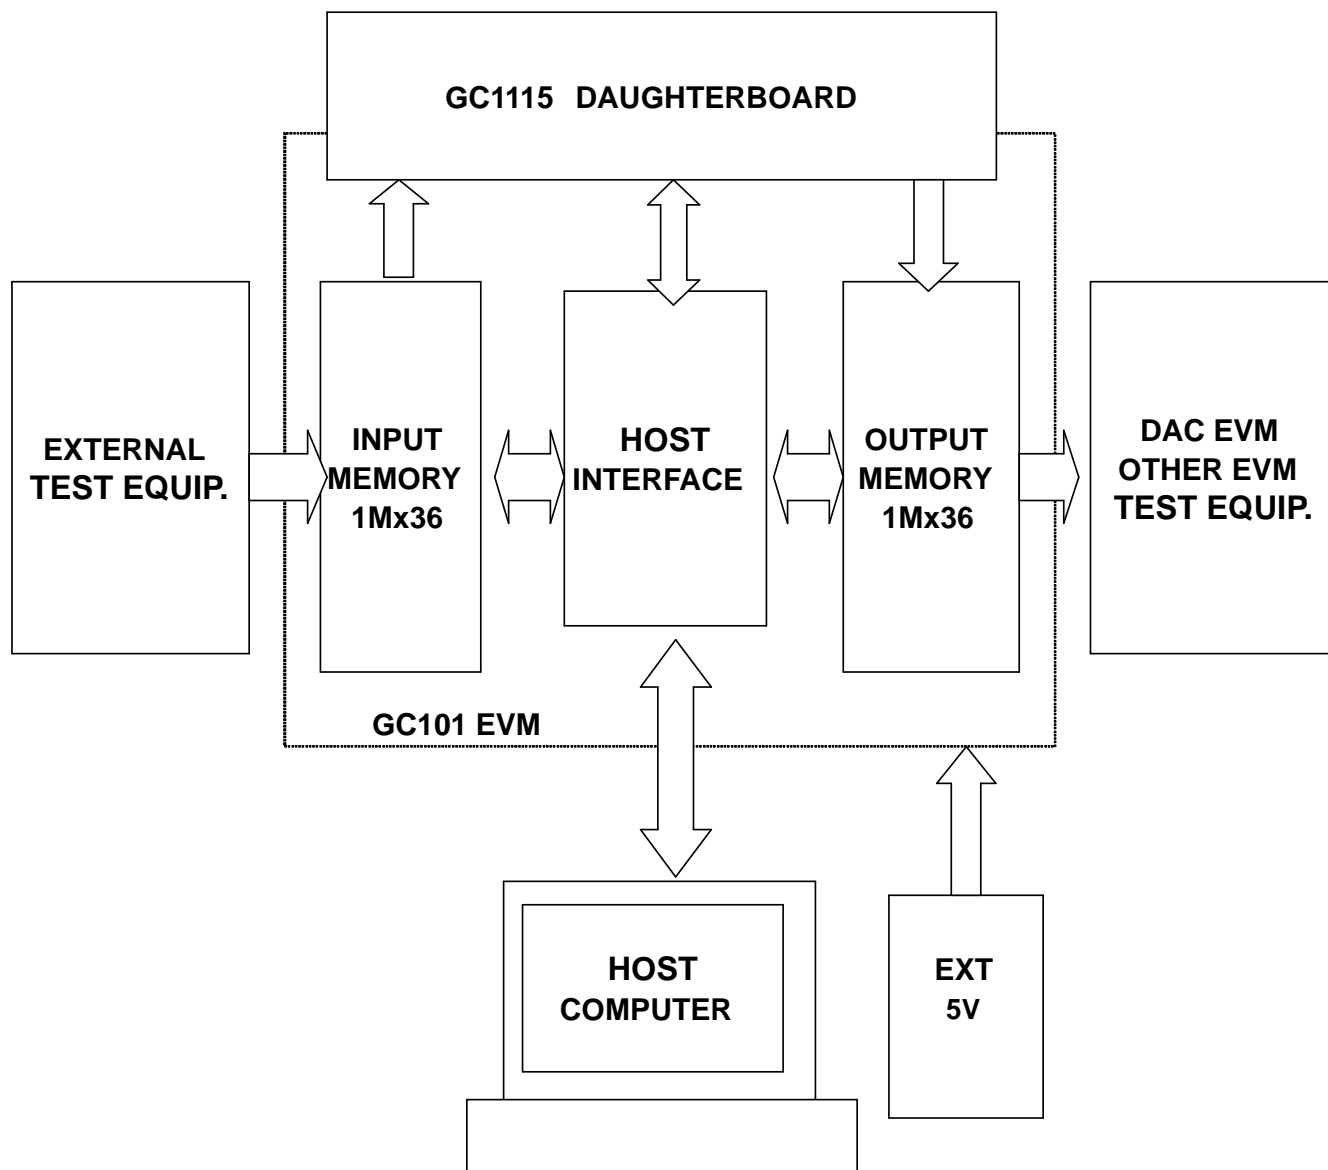 GC1115 DAUGHTERBOARD
EXTERNAL
TEST EQUIP.
INPUT
MEMORY
1Mx36
HOST
INTERFACE
OUTPUT
MEMORY
1Mx36
DAC EVM
OTHER EVM
TEST EQUIP.
GC101 EVM
HOST
COMPUTER
EXT
5V